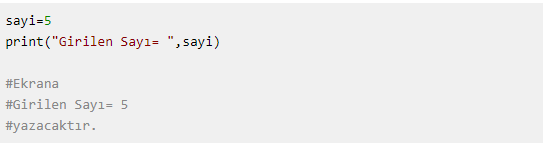 sayi=5
print("Girilen Sayı= ",sayi)
#Ekrana
#Girilen Sayı= 5
#yazacaktır.